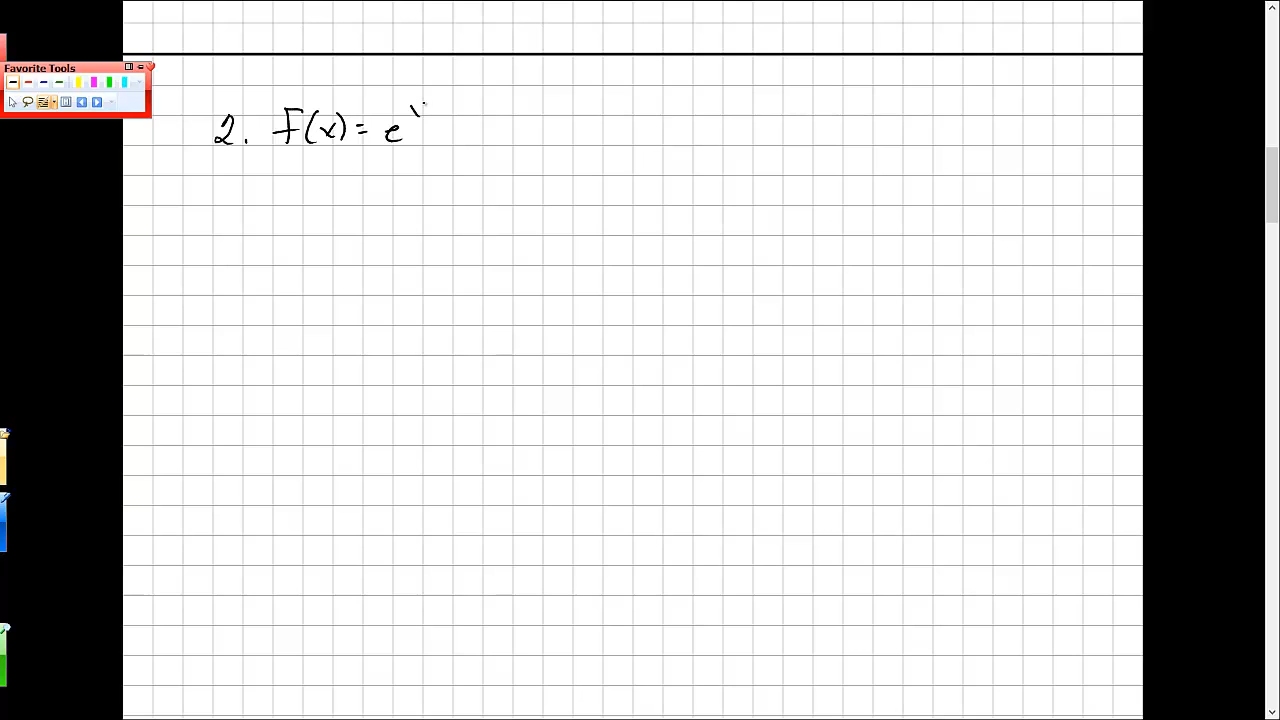 Favorite Tools
2. F(x) = e